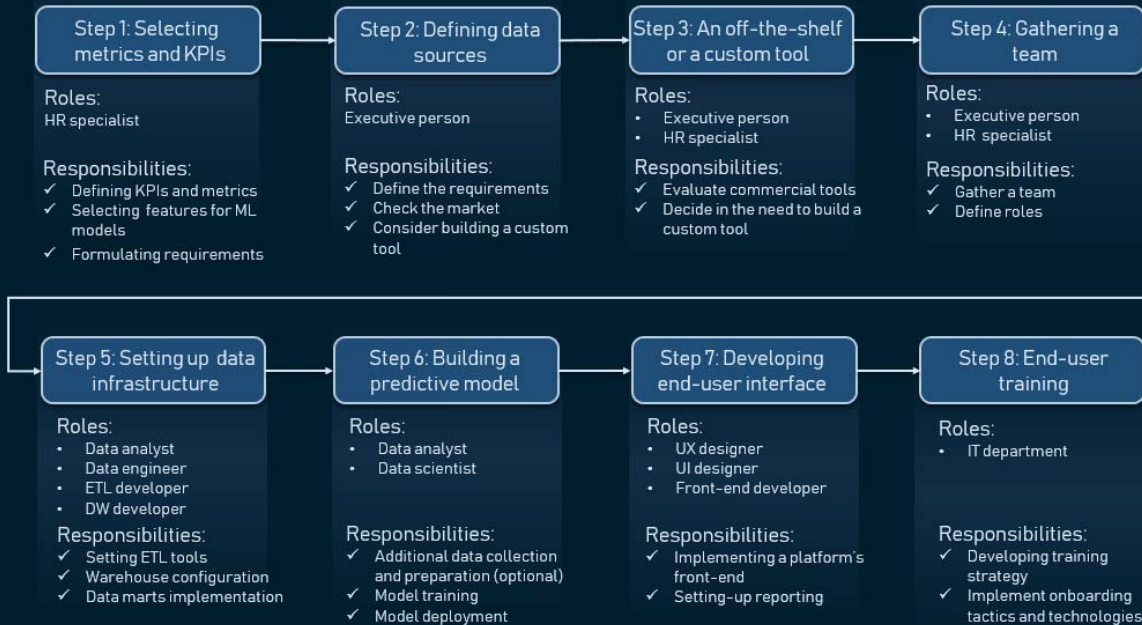 Step 1: Selecting
metrics and KPIs
Roles:
HR specialist
Responsibilities:
✓ Defining KPIs and metrics
✓ Selecting features for ML
models
✓ Formulating requirements
Step 2: Defining data
sources
Roles:
Executive person
Responsibilities:
✓ Define the requirements
✓ Check the market
✓ Consider building a custom
tool
Step 3: An off-the-shelf
or a custom tool
Roles:
• Executive person
• HR specialist
Responsibilities:
✓ Evaluate commercial tools
✓ Decide in the need to build a
custom tool
Step 4: Gathering a
team
Roles:
• Executive person
• HR specialist
Responsibilities:
✓ Gather a team
✓ Define roles
Step 5: Setting up data
infrastructure
Roles:
• Data analyst
• Data engineer
• ETL developer
• DW developer
Responsibilities:
✓ Setting ETL tools
✓ Warehouse configuration
✓ Data marts implementation
Step 6: Building a
predictive model
Roles:
• Data analyst
• Data scientist
Responsibilities:
✓ Additional data collection
and preparation (optional)
✓ Model training
✓ Model deployment
Step 7: Developing
end-user interface
Roles:
• UX designer
• UI designer
• Front-end developer
Responsibilities:
✓ Implementing a platform's
front-end
✓ Setting-up reporting
Step 8: End-user
training
Roles:
• IT department
Responsibilities:
✓ Developing training
strategy
✓ Implement onboarding
tactics and technologies